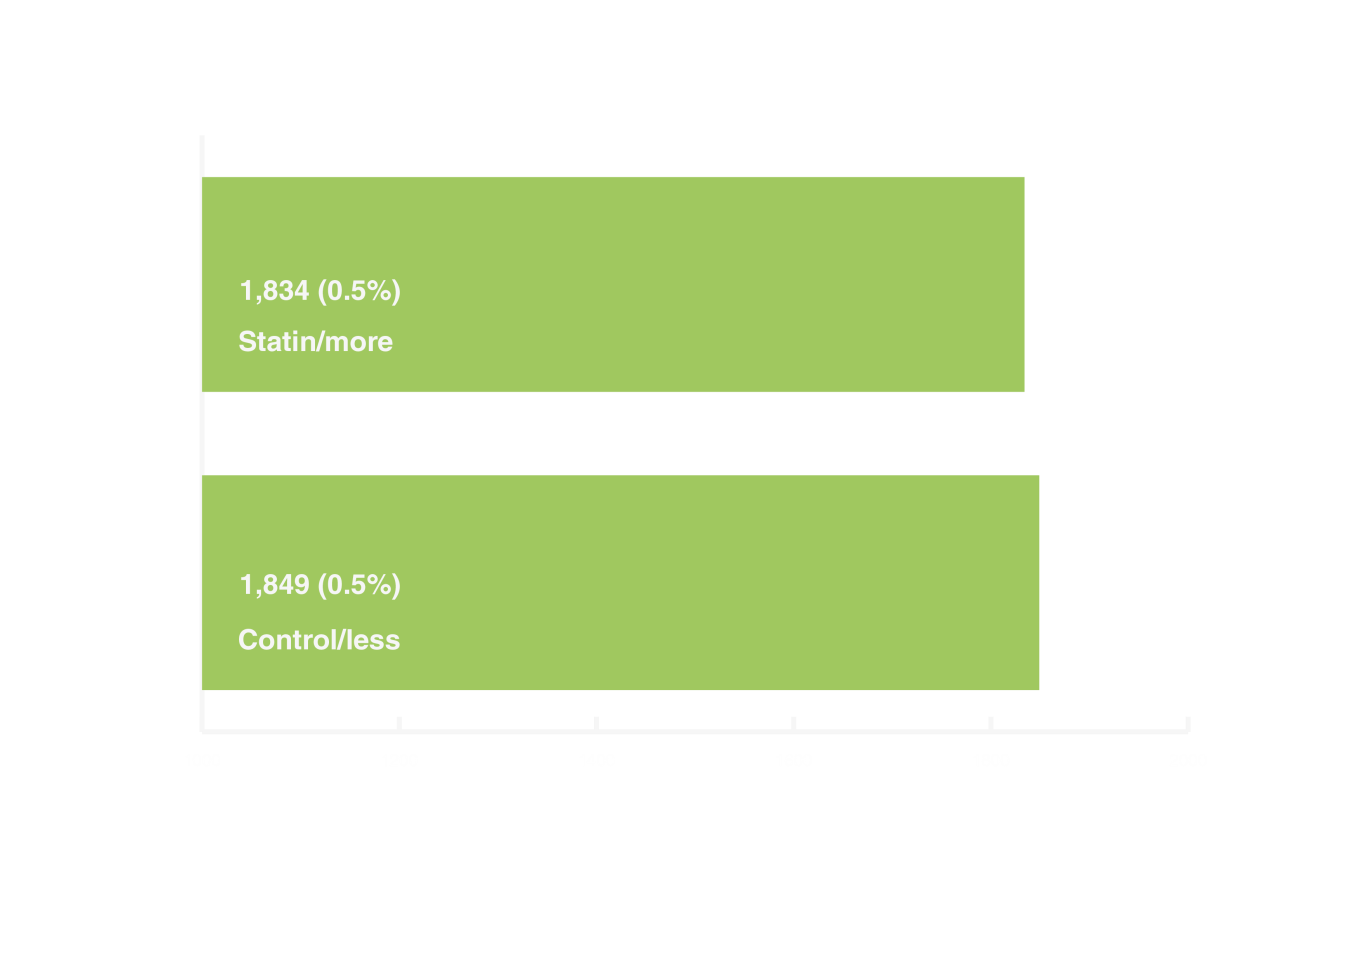 1,834 (0.5%)
Statin/more
1,849 (0.5%)
Control/less